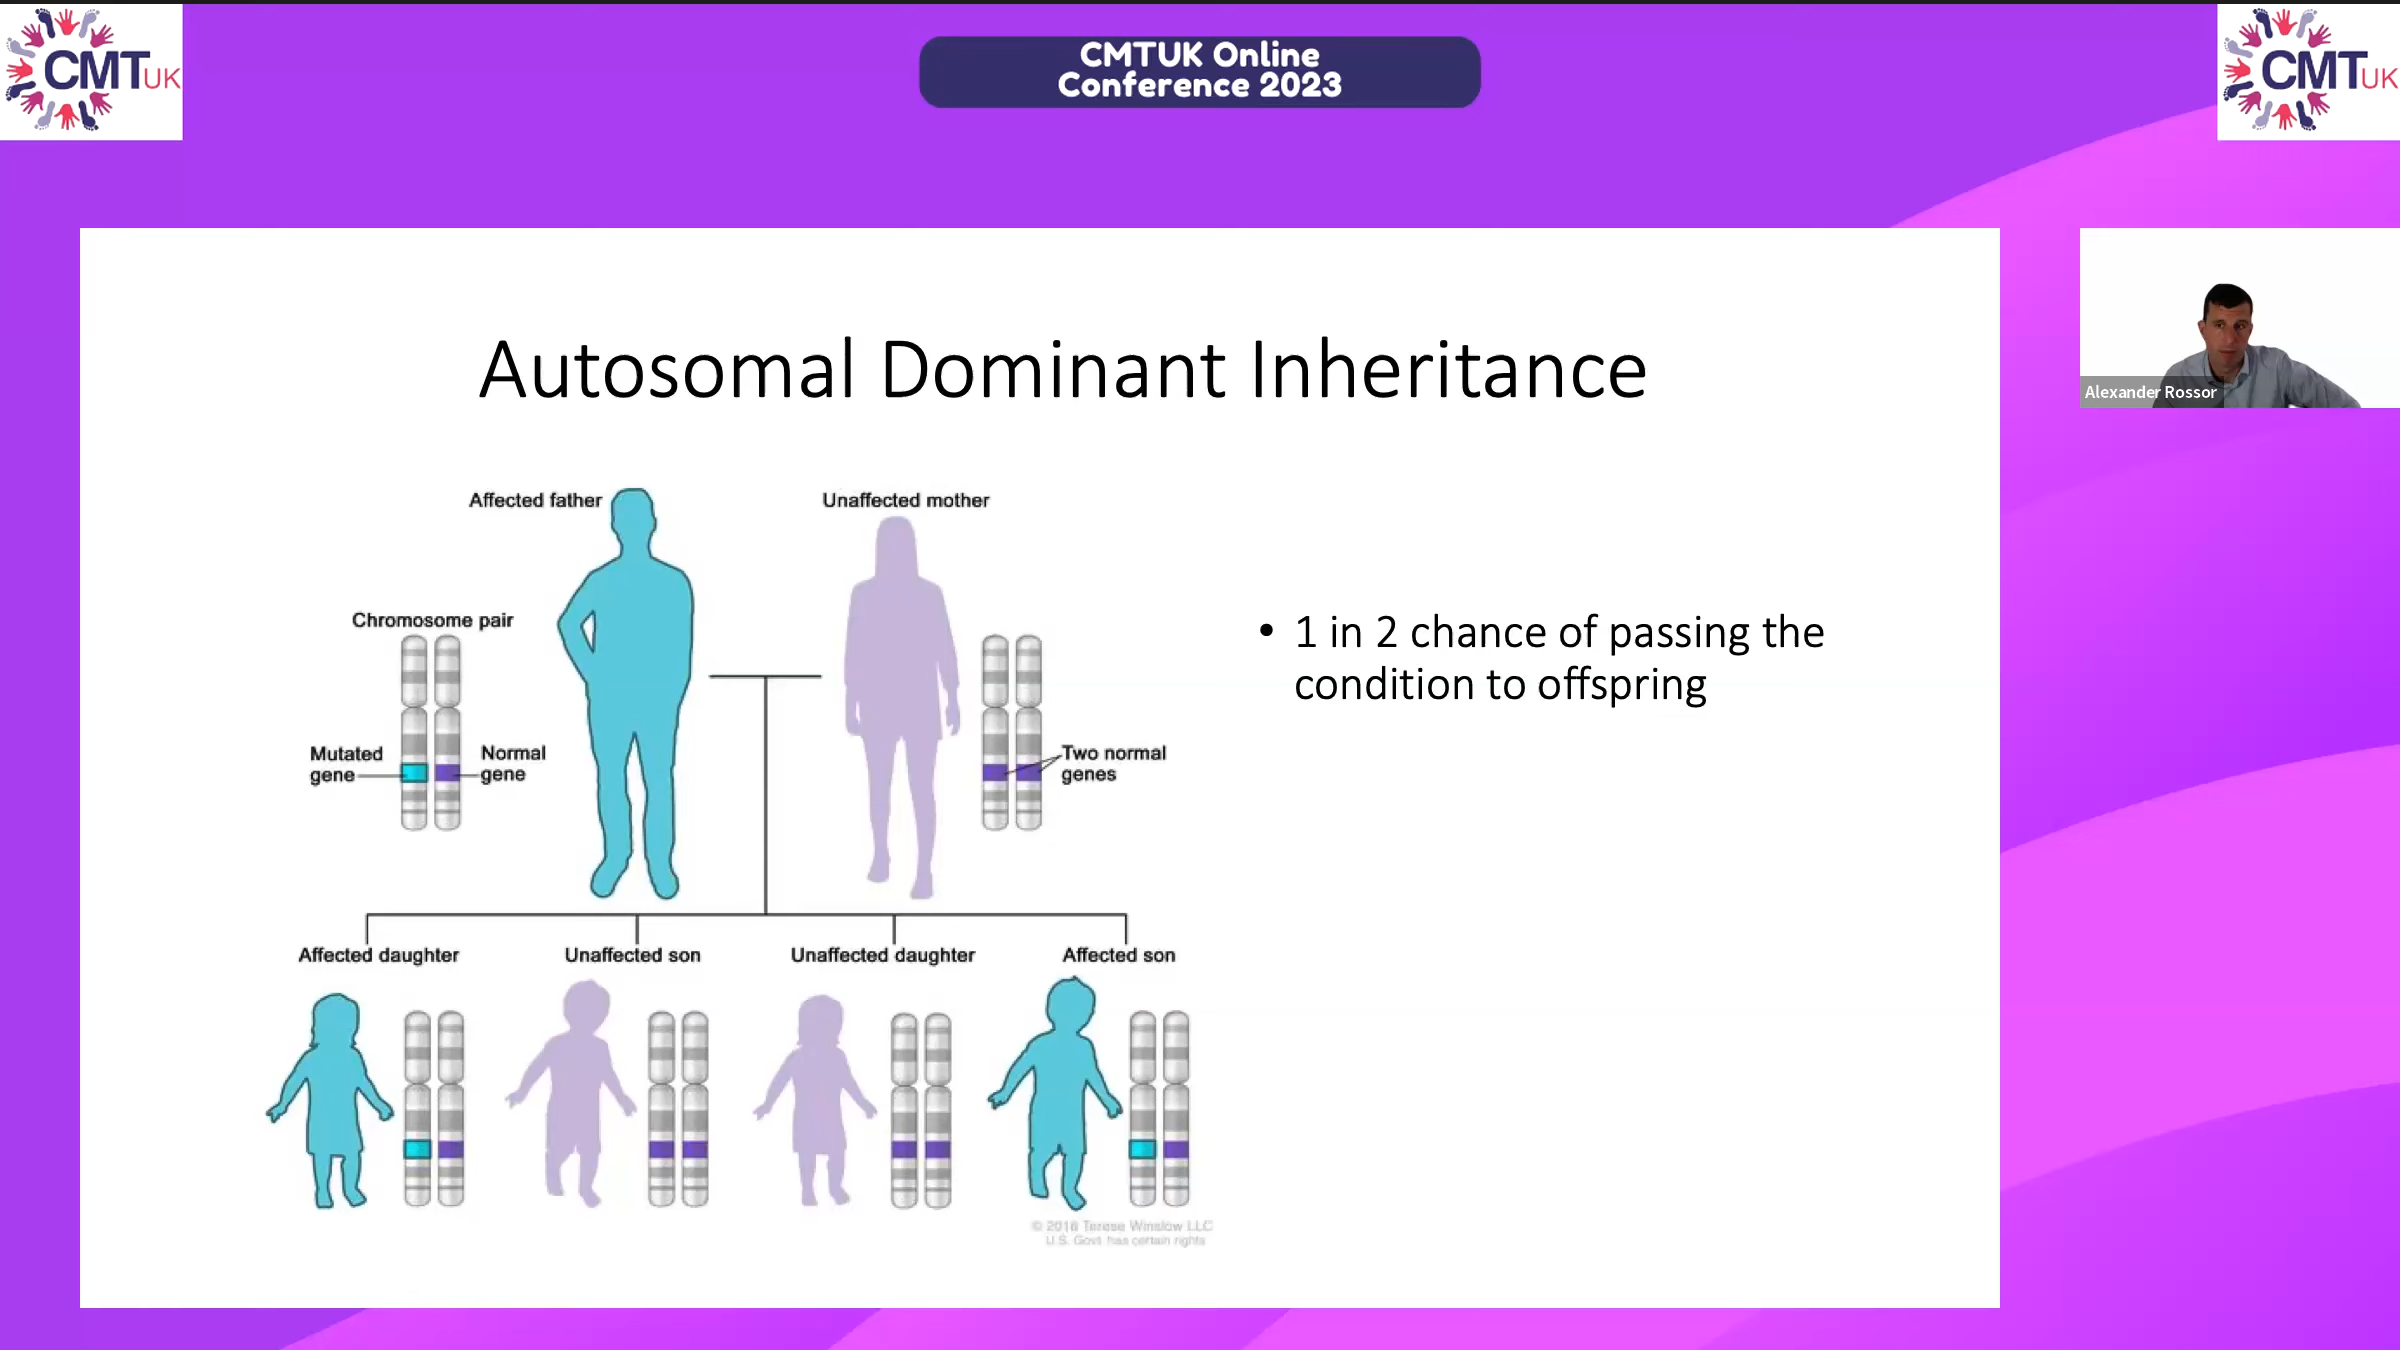 CMTUK
CMTUK Online
Conference 2023
CMTUK
Alexander Rossor
Autosomal Dominant Inheritance
Affected father
Unaffected mother
Chromosome pair
Mutated
gene
Normal
gene
Two normal
genes
• 1 in 2 chance of passing the
condition to offspring
Affected daughter
Unaffected son
Unaffected daughter
Affected son
© 2016 Terese Winslow LLC
U.S. Govt. has certain rights